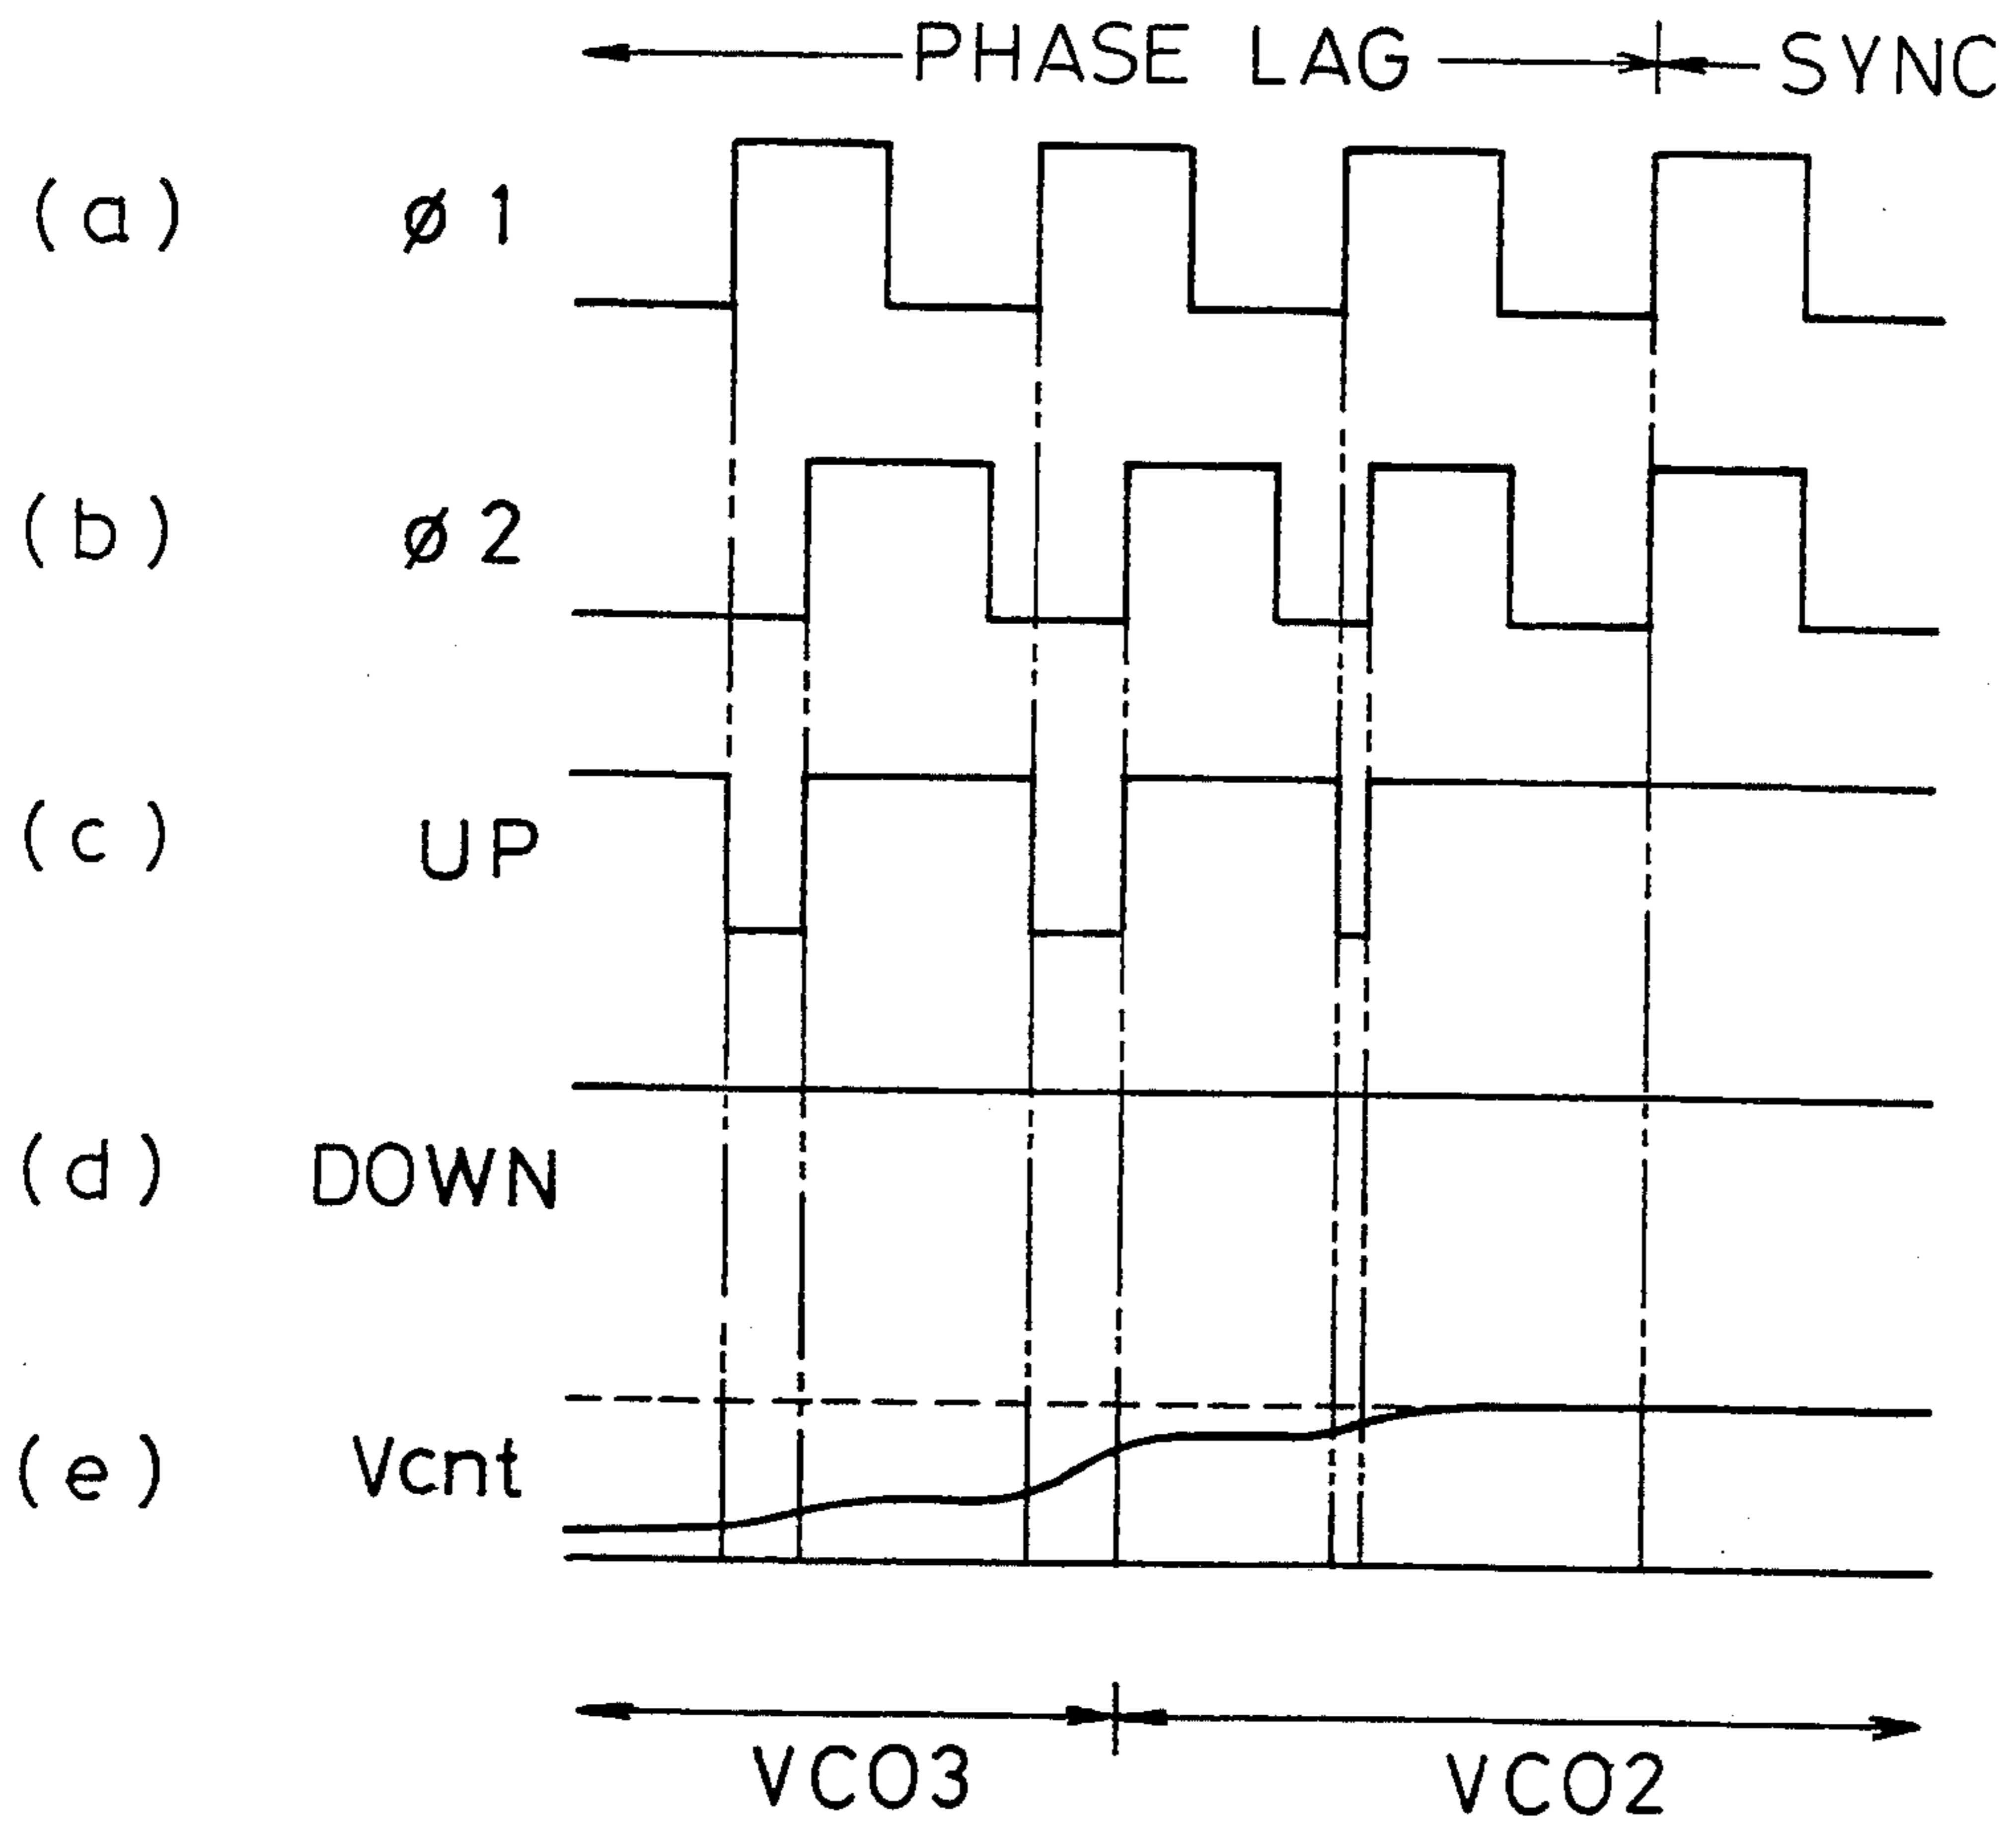 PHASE LAG SYNC
(a) ø1
(b) ø2
(c) UP
(d) DOWN
(e) Vcnt
VCO3 VCO2